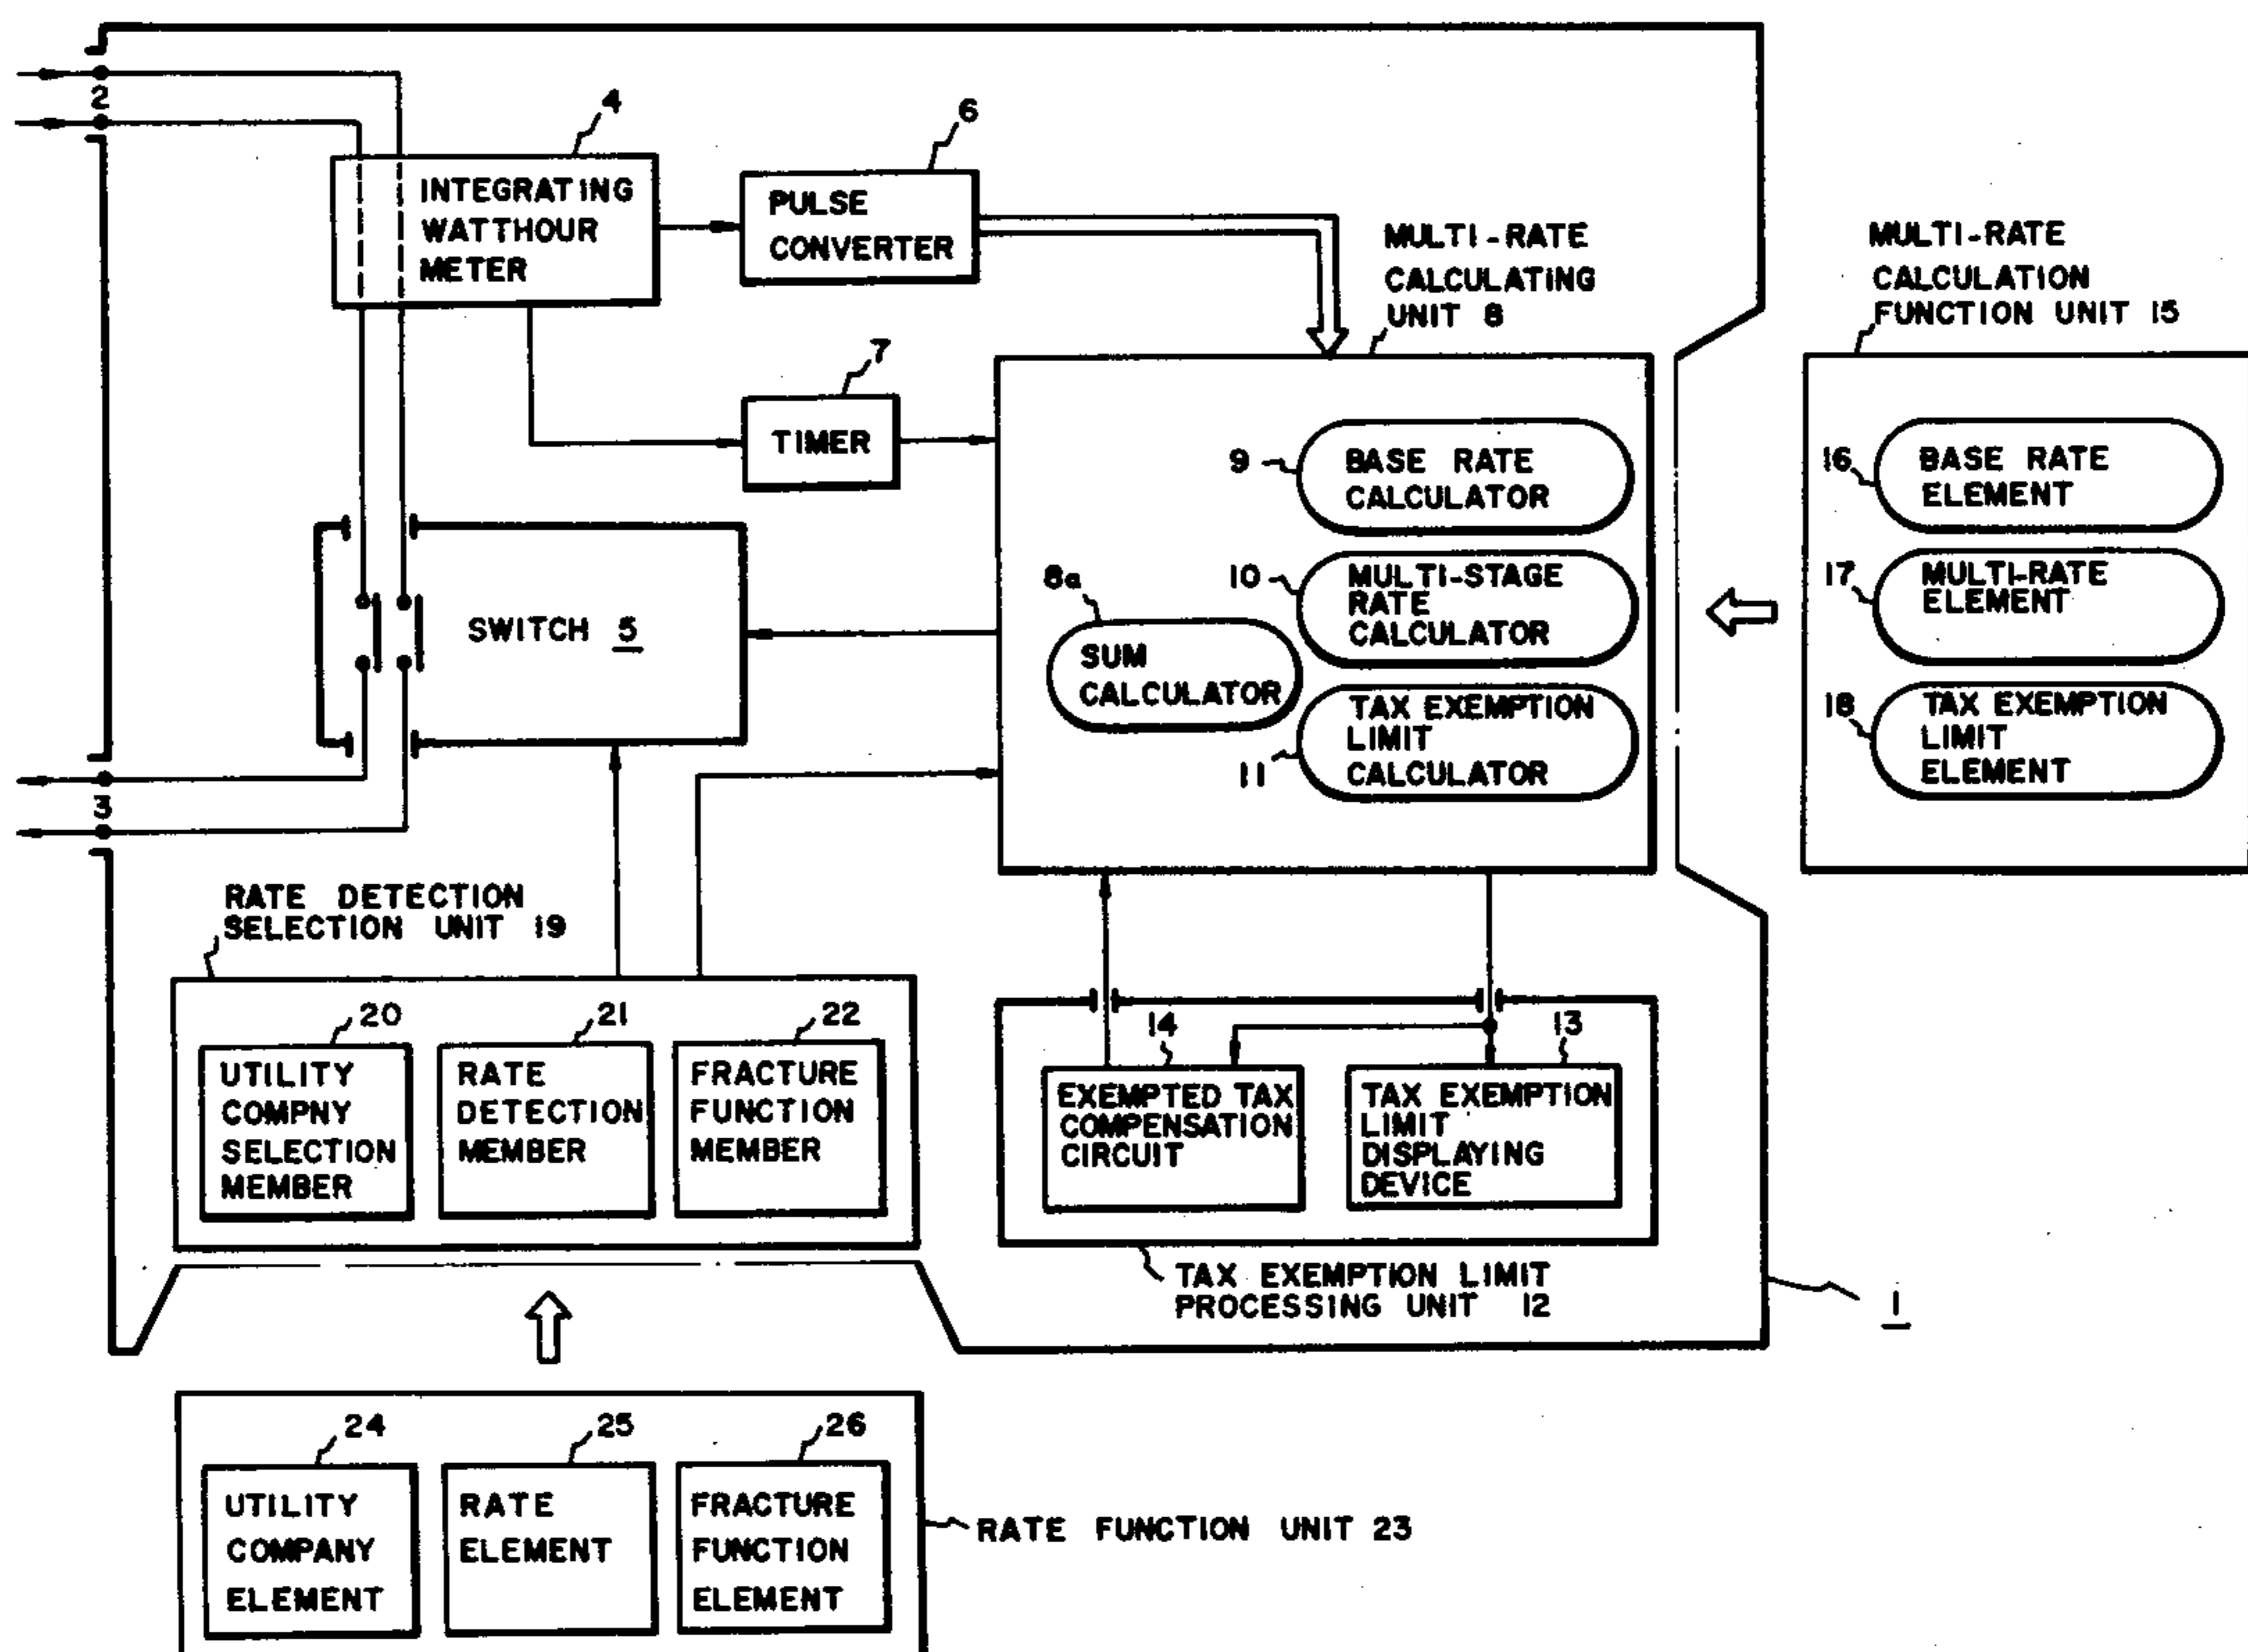 2
4
INTEGRATING
WATTHOUR
METER
6
PULSE
CONVERTER
MULTI-RATE
CALCULATING
UNIT 8
MULTI-RATE
CALCULATION
FUNCTION UNIT 15
7
TIMER
9
BASE RATE
CALCULATOR
10
MULTI-STAGE
RATE
CALCULATOR
8a
SUM
CALCULATOR
11
TAX EXEMPTION
LIMIT
CALCULATOR
16
BASE RATE
ELEMENT
17
MULTI-RATE
ELEMENT
18
TAX EXEMPTION
LIMIT
ELEMENT
SWITCH 5
3
RATE DETECTION
SELECTION UNIT 19
20
UTILITY
COMPNY
SELECTION
MEMBER
21
RATE
DETECTION
MEMBER
22
FRACTURE
FUNCTION
MEMBER
14
EXEMPTED TAX
COMPENSATION
CIRCUIT
13
TAX EXEMPTION
LIMIT
DISPLAYING
DEVICE
TAX EXEMPTION LIMIT
PROCESSING UNIT 12
1
24
UTILITY
COMPANY
ELEMENT
25
RATE
ELEMENT
26
FRACTURE
FUNCTION
ELEMENT
RATE FUNCTION UNIT 23